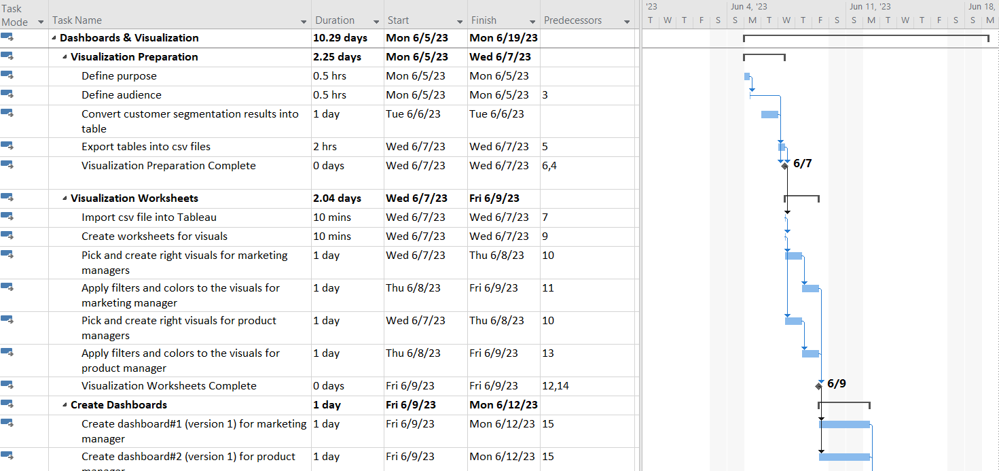 Task Mode Task Name Duration Start Finish Predecessors
'23 Jun 4, '23 Jun 11, '23 Jun 18,
T W T F S S M T W T F S S M T W T F S S M
Dashboards & Visualization 10.29 days Mon 6/5/23 Mon 6/19/23
Visualization Preparation 2.25 days Mon 6/5/23 Wed 6/7/23
Define purpose 0.5 hrs Mon 6/5/23 Mon 6/5/23
Define audience 0.5 hrs Mon 6/5/23 Mon 6/5/23 3
Convert customer segmentation results into 1 day Tue 6/6/23 Tue 6/6/23
table
Export tables into csv files 2 hrs Wed 6/7/23 Wed 6/7/23 5
Visualization Preparation Complete 0 days Wed 6/7/23 Wed 6/7/23 6,4 6/7
Visualization Worksheets 2.04 days Wed 6/7/23 Fri 6/9/23
Import csv file into Tableau 10 mins Wed 6/7/23 Wed 6/7/23 7
Create worksheets for visuals 10 mins Wed 6/7/23 Wed 6/7/23 9
Pick and create right visuals for marketing 1 day Wed 6/7/23 Thu 6/8/23 10
managers
Apply filters and colors to the visuals for 1 day Thu 6/8/23 Fri 6/9/23 11
marketing manager
Pick and create right visuals for product 1 day Wed 6/7/23 Thu 6/8/23 10
managers
Apply filters and colors to the visuals for 1 day Thu 6/8/23 Fri 6/9/23 13
product manager
Visualization Worksheets Complete 0 days Fri 6/9/23 Fri 6/9/23 12,14 6/9
Create Dashboards 1 day Fri 6/9/23 Mon 6/12/23
Create dashboard#1 (version 1) for marketing 1 day Fri 6/9/23 Mon 6/12/23 15
manager
Create dashboard#2 (version 1) for product 1 day Fri 6/9/23 Mon 6/12/23 15
manager